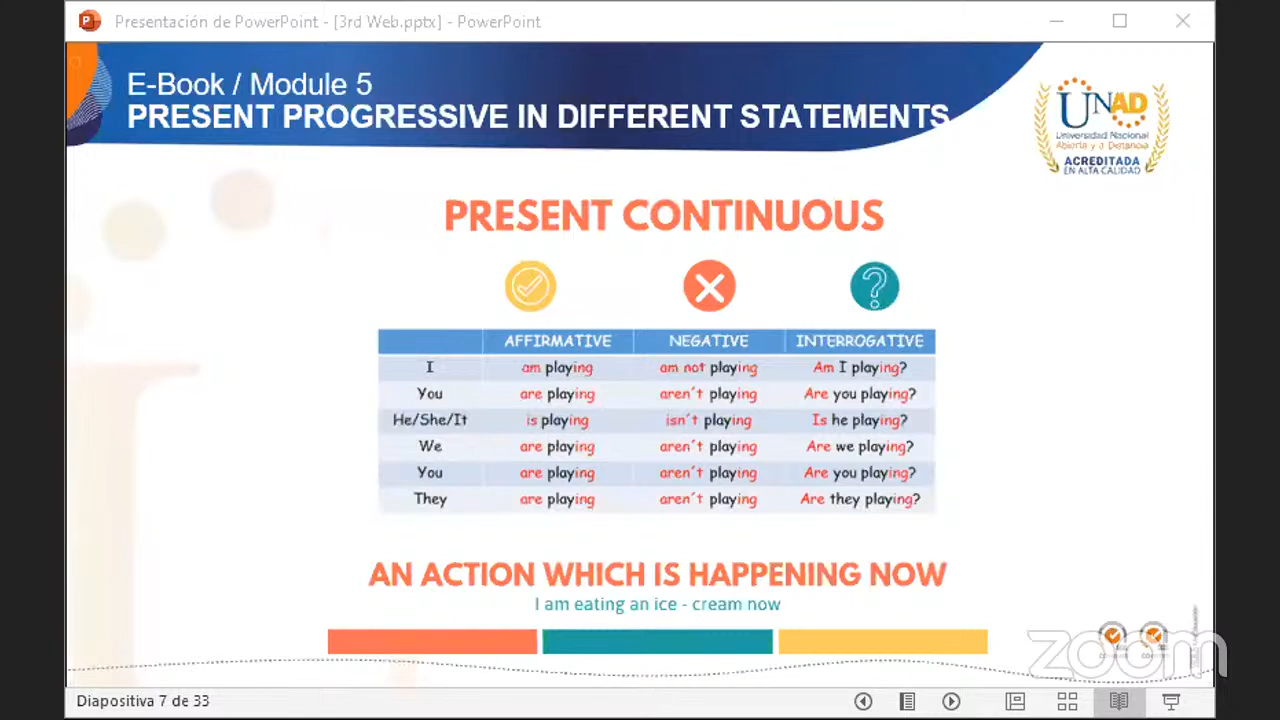 Presentación de PowerPoint - [3rd Web.pptx] - PowerPoint
E-Book / Module 5
PRESENT PROGRESSIVE IN DIFFERENT STATEMENTS
UNAD
Universidad Nacional
Abierta y a Distancia
ACREDITADA
EN ALTA CALIDAD
PRESENT CONTINUOUS
AFFIRMATIVE NEGATIVE INTERROGATIVE
I am playing am not playing Am I playing?
You are playing aren´t playing Are you playing?
He/She/It is playing isn´t playing Is he playing?
We are playing aren´t playing Are we playing?
You are playing aren´t playing Are you playing?
They are playing aren´t playing Are they playing?
AN ACTION WHICH IS HAPPENING NOW
I am eating an ice - cream now
zoom
Diapositiva 7 de 33